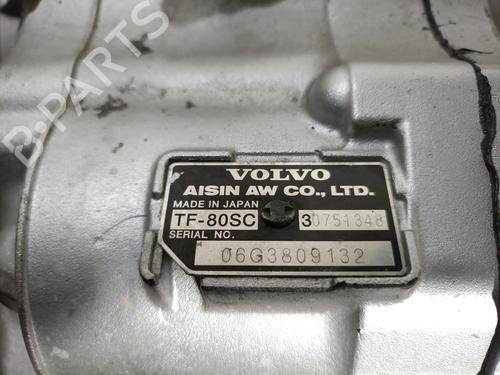 B-PARTS
VOLVO
AISIN AW CO., LTD.
MADE IN JAPAN
TF-80SC 30751348
SERIAL NO.
06G3809132